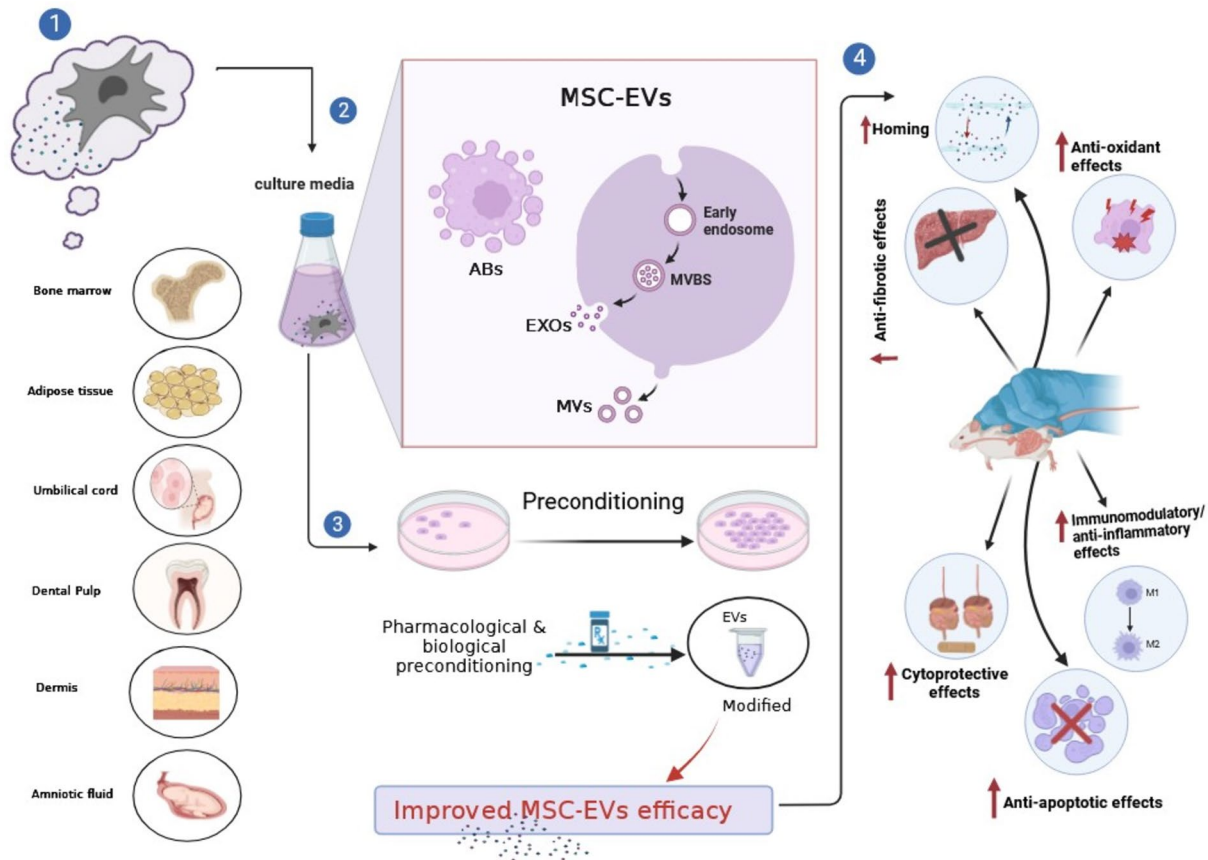 1
2
culture media
Bone marrow
Adipose tissue
Umbilical cord
Dental Pulp
Dermis
Amniotic fluid
MSC-EVs
ABs
Early
endosome
MVBS
EXOs
MVs
3
Preconditioning
Pharmacological &
biological
preconditioning
Rx
EVs
Modified
Improved MSC-EVs efficacy
4
Homing
Anti-oxidant
effects
Anti-fibrotic effects
Immunomodulatory/
anti-inflammatory
effects
M1
M2
Cytoprotective
effects
Anti-apoptotic effects